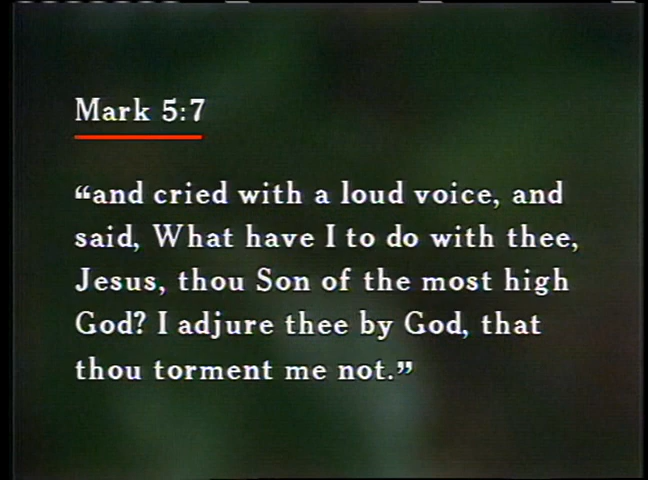 Mark 5:7
“and cried with a loud voice, and
said, What have I to do with thee,
Jesus, thou Son of the most high
God? I adjure thee by God, that
thou torment me not.”